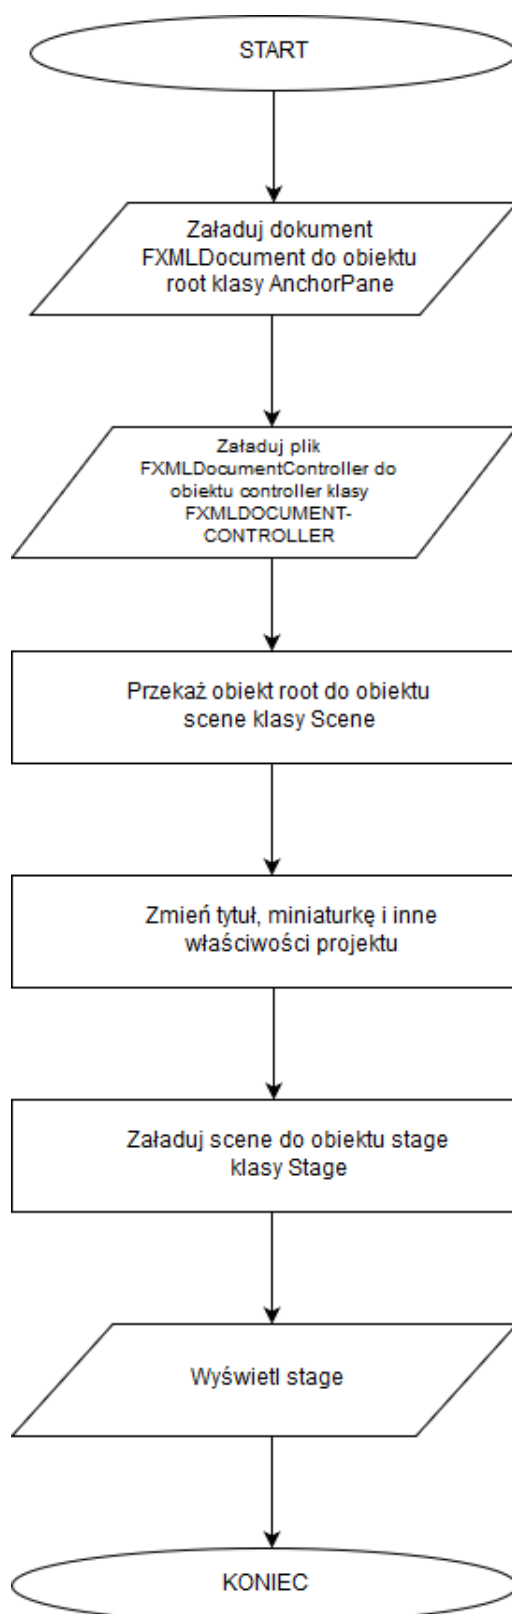 START
Załaduj dokument
FXMLDocument do obiektu
root klasy AnchorPane
Załaduj plik
FXMLDocumentController do
obiektu controller klasy
FXMLDOCUMENT-
CONTROLLER
Przekaż obiekt root do obiektu
scene klasy Scene
Zmień tytuł, miniaturkę i inne
właściwości projektu
Załaduj scene do obiektu stage
klasy Stage
Wyświetl stage
KONIEC